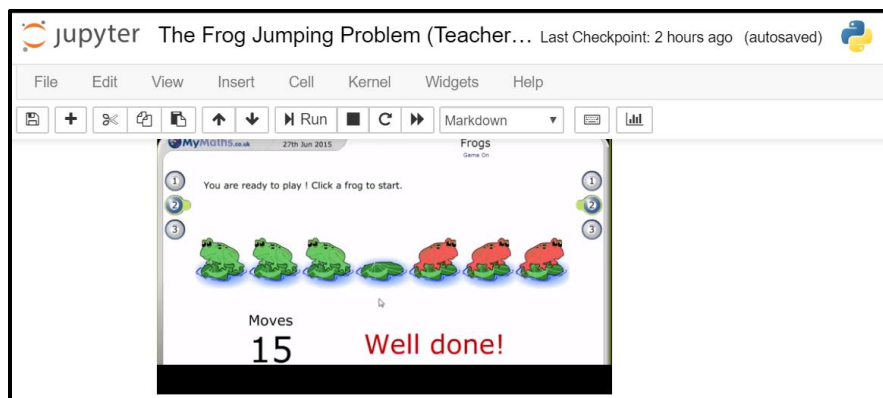 jupyter The Frog Jumping Problem (Teacher... Last Checkpoint: 2 hours ago (autosaved)
File Edit View Insert Cell Kernel Widgets Help
Run Markdown
MyMaths.co.uk 27th Jun 2015 Frogs
Game On
1 You are ready to play ! Click a frog to start. 1
2 2
3 3
Moves
15 Well done!